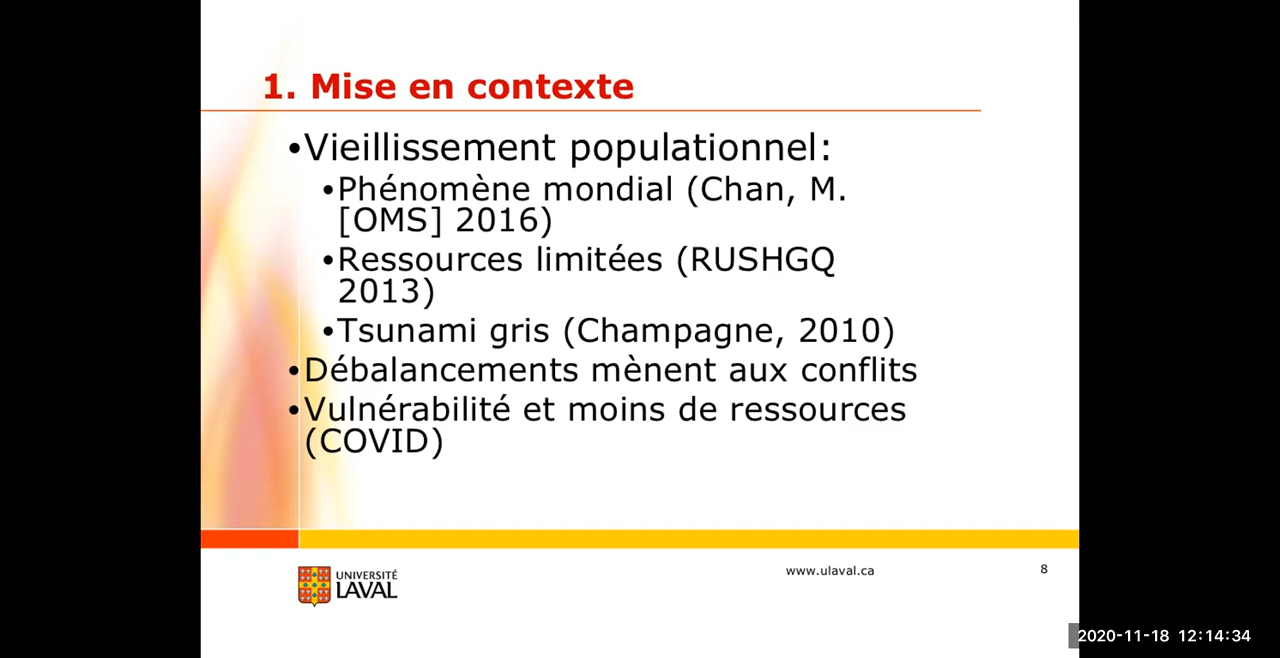 1. Mise en contexte
•Vieillissement populationnel:
•Phénomène mondial (Chan, M.
[OMS] 2016)
•Ressources limitées (RUSHGQ
2013)
•Tsunami gris (Champagne, 2010)
•Débalancements mènent aux conflits
•Vulnérabilité et moins de ressources
(COVID)
UNIVERSITÉ
LAVAL
www.ulaval.ca
8
2020-11-18 12:14:34